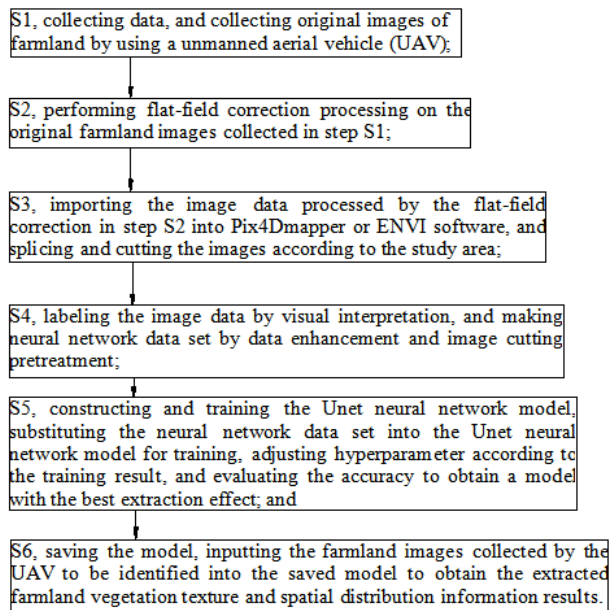 S1, collecting data, and collecting original images of
farmland by using a unmanned aerial vehicle (UAV);
S2, performing flat-field correction processing on the
original farmland images collected in step S1;
S3, importing the image data processed by the flat-field
correction in step S2 into Pix4Dmapper or ENVI software, and
splicing and cutting the images according to the study area;
S4, labeling the image data by visual interpretation, and making
neural network data set by data enhancement and image cutting
pretreatment;
S5, constructing and training the Unet neural network model,
substituting the neural network data set into the Unet neural
network model for training, adjusting hyperparameter according to
the training result, and evaluating the accuracy to obtain a model
with the best extraction effect; and
S6, saving the model, inputting the farmland images collected by the
UAV to be identified into the saved model to obtain the extracted
farmland vegetation texture and spatial distribution information results.